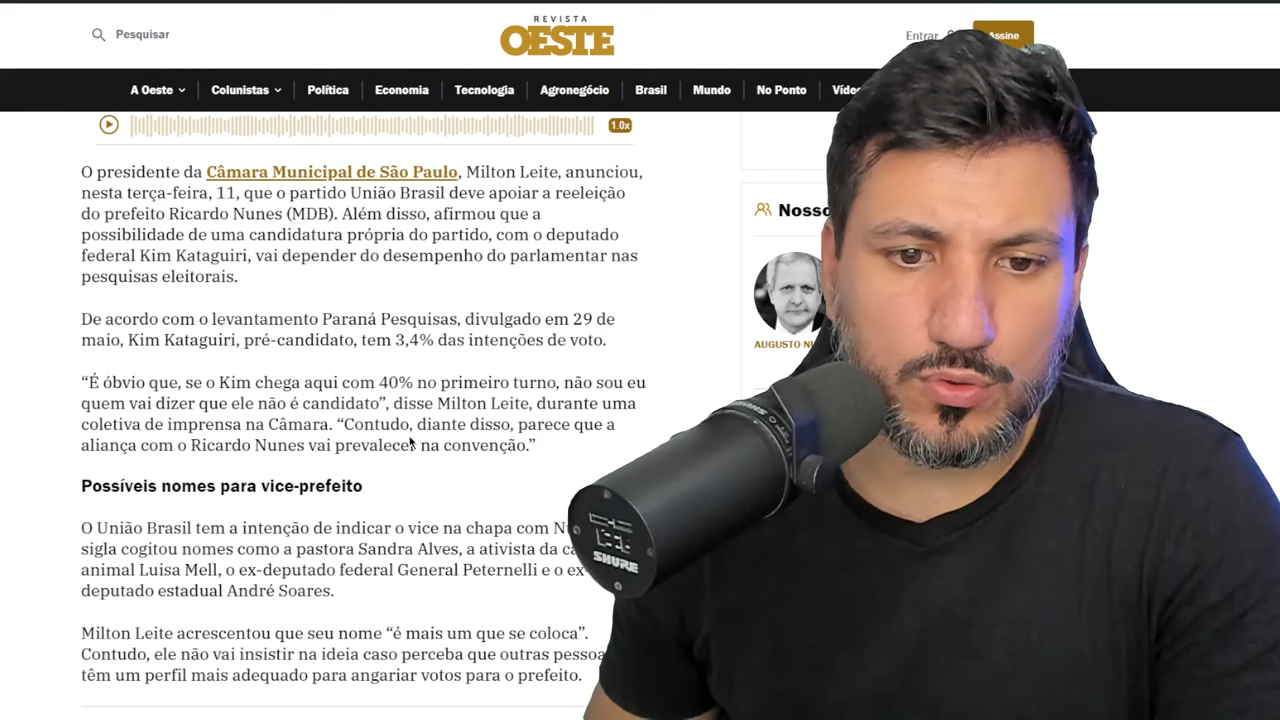 Pesquisar
REVISTA
OESTE
Entrar
Assine
A Oeste
Colunistas
Política
Economia
Tecnologia
Agronegócio
Brasil
Mundo
No Ponto
1.0x
O presidente da Câmara Municipal de São Paulo, Milton Leite, anunciou,
nesta terça-feira, 11, que o partido União Brasil deve apoiar a reeleição
do prefeito Ricardo Nunes (MDB). Além disso, afirmou que a
possibilidade de uma candidatura própria do partido, com o deputado
federal Kim Kataguiri, vai depender do desempenho do parlamentar nas
pesquisas eleitorais.
De acordo com o levantamento Paraná Pesquisas, divulgado em 29 de
maio, Kim Kataguiri, pré-candidato, tem 3,4% das intenções de voto.
“É óbvio que, se o Kim chega aqui com 40% no primeiro turno, não sou eu
quem vai dizer que ele não é candidato”, disse Milton Leite, durante uma
coletiva de imprensa na Câmara. “Contudo, diante disso, parece que a
aliança com o Ricardo Nunes vai prevalecer na convenção.”
Possíveis nomes para vice-prefeito
O União Brasil tem a intenção de indicar o vice na chapa com
sigla cogitou nomes como a pastora Sandra Alves, a ativista da
animal Luisa Mell, o ex-deputado federal General Peternelli e o ex-
deputado estadual André Soares.
Milton Leite acrescentou que seu nome “é mais um que se coloca”.
Contudo, ele não vai insistir na ideia caso perceba que outras
têm um perfil mais adequado para angariar votos para o prefeito.
AUGUSTO
SHURE